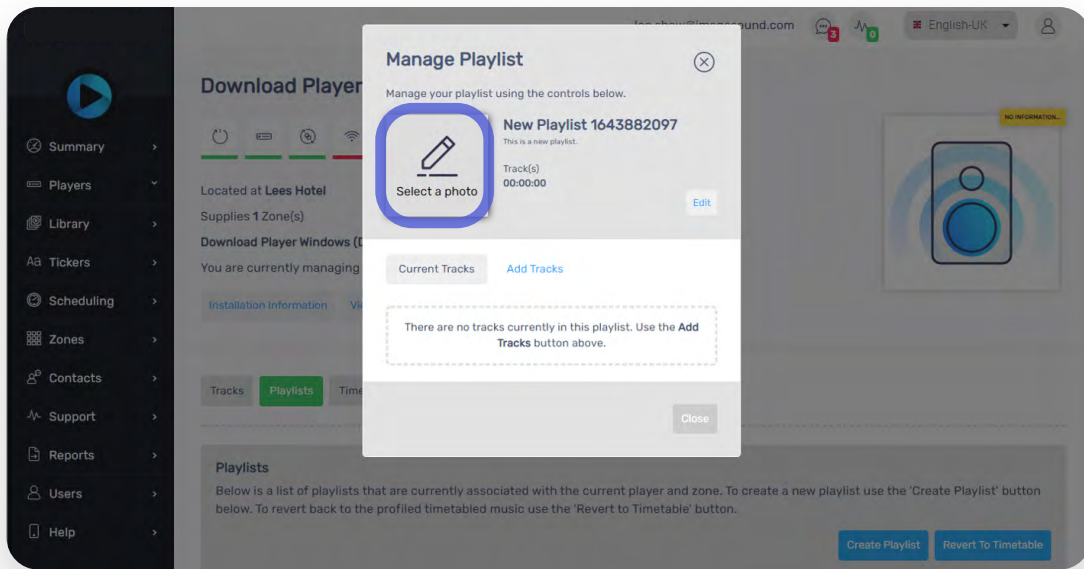 English-UK
3
0
Summary
Players
Library
Aa Tickers
Scheduling
Zones
Contacts
Support
Reports
Users
Help
Download Player
Located at Lees Hotel
Supplies 1 Zone(s)
Download Player Windows
You are currently managing
Installation Information
Tracks
Playlists
NO INFORMATION...
Manage Playlist
Manage your playlist using the controls below.
Select a photo
New Playlist 1643882097
This is a new playlist.
Track(s)
00:00:00
Edit
Current Tracks
Add Tracks
There are no tracks currently in this playlist. Use the Add
Tracks button above.
Close
Playlists
Below is a list of playlists that are currently associated with the current player and zone. To create a new playlist use the 'Create Playlist' button
below. To revert back to the profiled timetabled music use the 'Revert to Timetable' button.
Create Playlist
Revert To Timetable